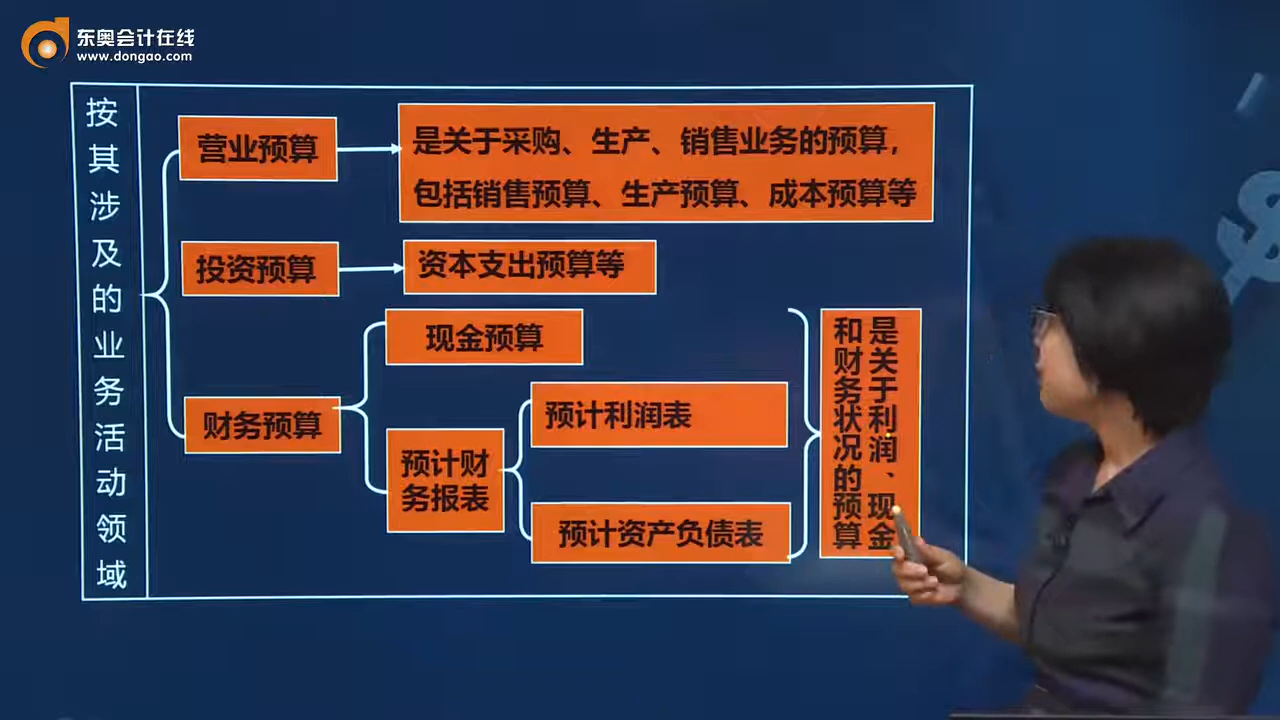 东奥会计在线
www.dongao.com
按其涉及的业务活动领域
营业预算
是关于采购、生产、销售业务的预算，
包括销售预算、生产预算、成本预算等
投资预算
资本支出预算等
财务预算
现金预算
预计财
务报表
预计利润表
预计资产负债表
是关于利润、现金
和财务状况的预算